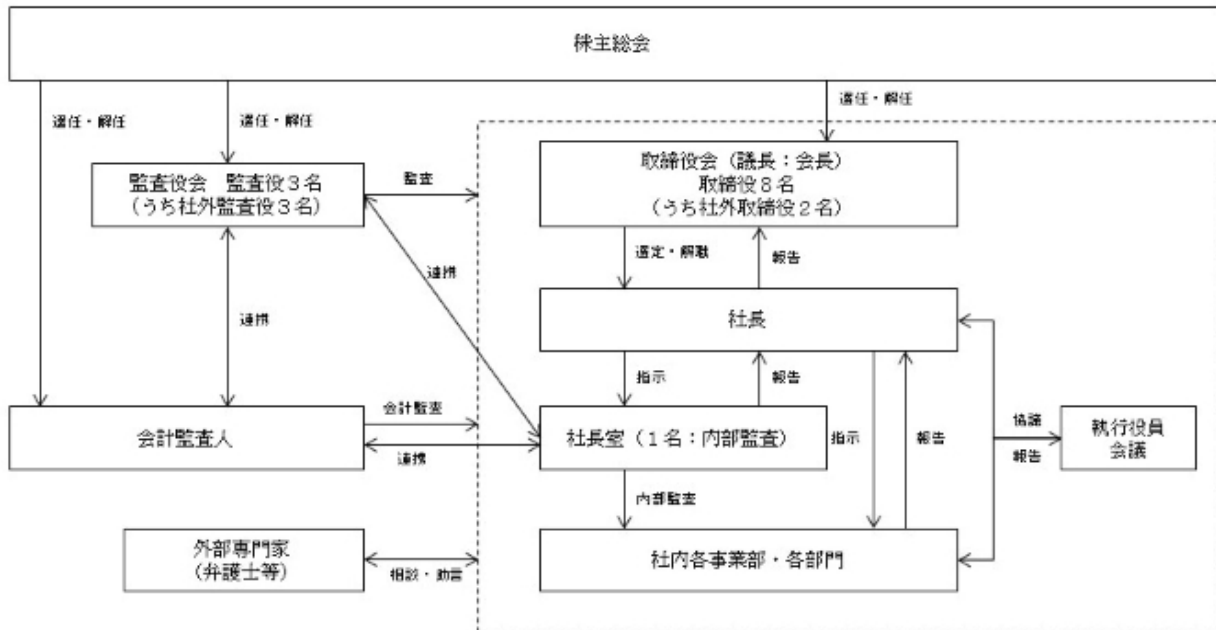 株主総会
選任・解任
選任・解任
選任・解任
監査役会 監査役3名
(うち社外監査役3名)
監査
取締役会(議長:会長)
取締役8名
(うち社外取締役2名)
選定・解職
報告
連携
連携
社長
指示
報告
会計監査人
会計監査
連携
社長室(1名:内部監査)
指示
報告
協議
報告
執行役員
会議
内部監査
外部専門家
(弁護士等)
相談・助言
社内各事業部・各部門